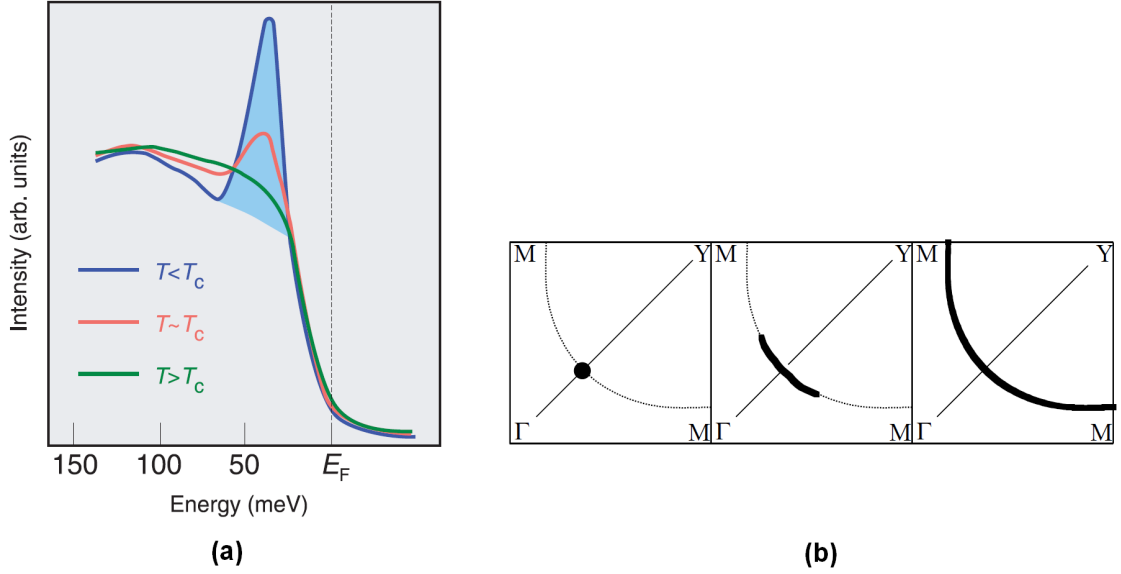 Intensity (arb. units)
T<Tc
T~Tc
T>Tc
150
100
50
EF
Energy (meV)
(a)
M
Y
Γ
M
M
Y
Γ
M
M
Y
Γ
M
(b)